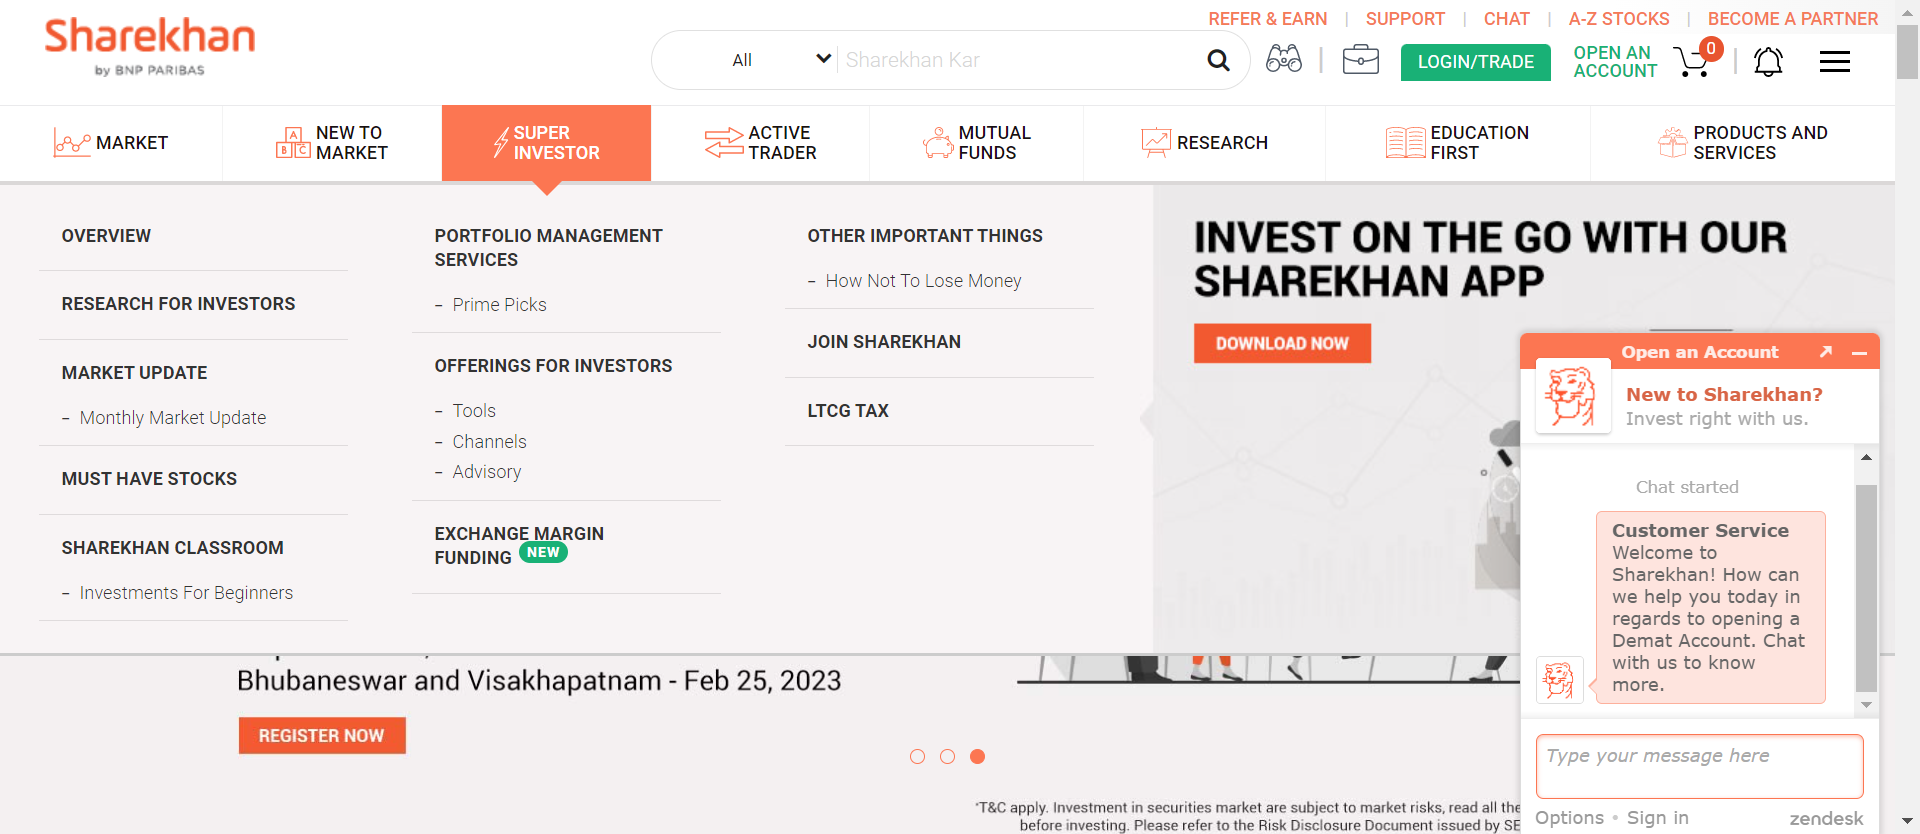 REFER & EARN | SUPPORT | CHAT | A-Z STOCKS | BECOME A PARTNER
Sharekhan
by BNP PARIBAS
All
Sharekhan Kar
LOGIN/TRADE
OPEN AN
ACCOUNT
0
MARKET
NEW TO
MARKET
SUPER
INVESTOR
ACTIVE
TRADER
MUTUAL
FUNDS
RESEARCH
EDUCATION
FIRST
PRODUCTS AND
SERVICES
OVERVIEW
RESEARCH FOR INVESTORS
MARKET UPDATE
– Monthly Market Update
MUST HAVE STOCKS
SHAREKHAN CLASSROOM
– Investments For Beginners
PORTFOLIO MANAGEMENT
SERVICES
– Prime Picks
OFFERINGS FOR INVESTORS
– Tools
– Channels
– Advisory
EXCHANGE MARGIN
FUNDING NEW
OTHER IMPORTANT THINGS
– How Not To Lose Money
JOIN SHAREKHAN
LTCG TAX
INVEST ON THE GO WITH OUR
SHAREKHAN APP
DOWNLOAD NOW
Bhubaneswar and Visakhapatnam - Feb 25, 2023
REGISTER NOW
*T&C apply. Investment in securities market are subject to market risks, read all the
before investing. Please refer to the Risk Disclosure Document issued by SE
Open an Account
New to Sharekhan?
Invest right with us.
Chat started
Customer Service
Welcome to
Sharekhan! How can
we help you today in
regards to opening a
Demat Account. Chat
with us to know
more.
Type your message here
Options • Sign in
zendesk